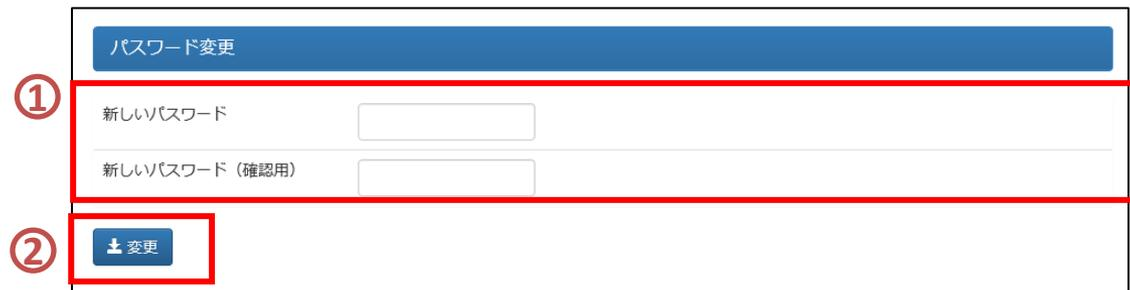 パスワード変更
①
新しいパスワード
新しいパスワード（確認用）
②
変更